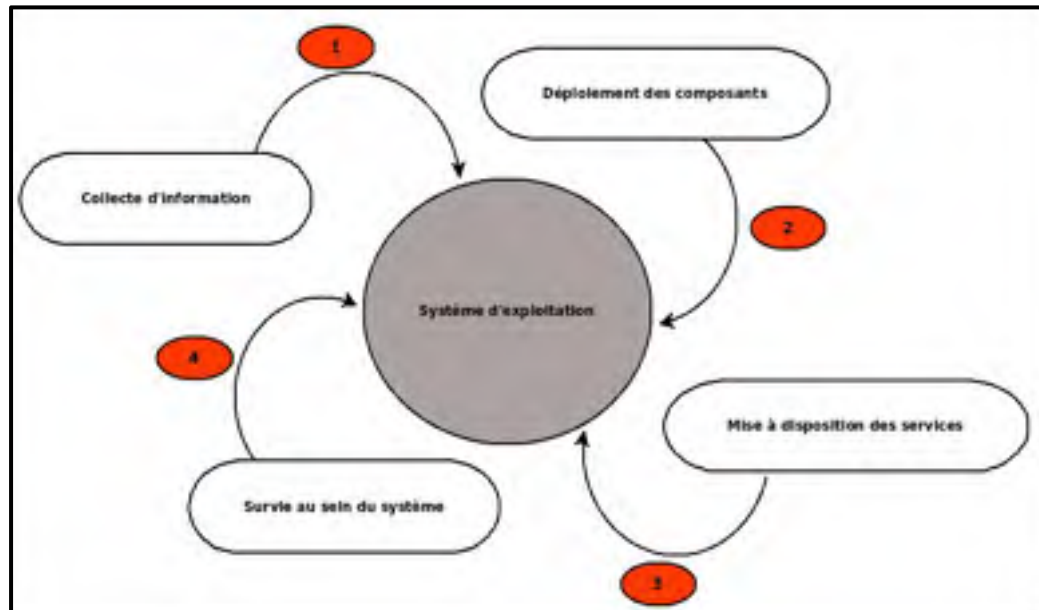 1
Déploiement des composants
Collecte d'information
2
Système d'exploitation
4
Mise à disposition des services
Survie au sein du système
3